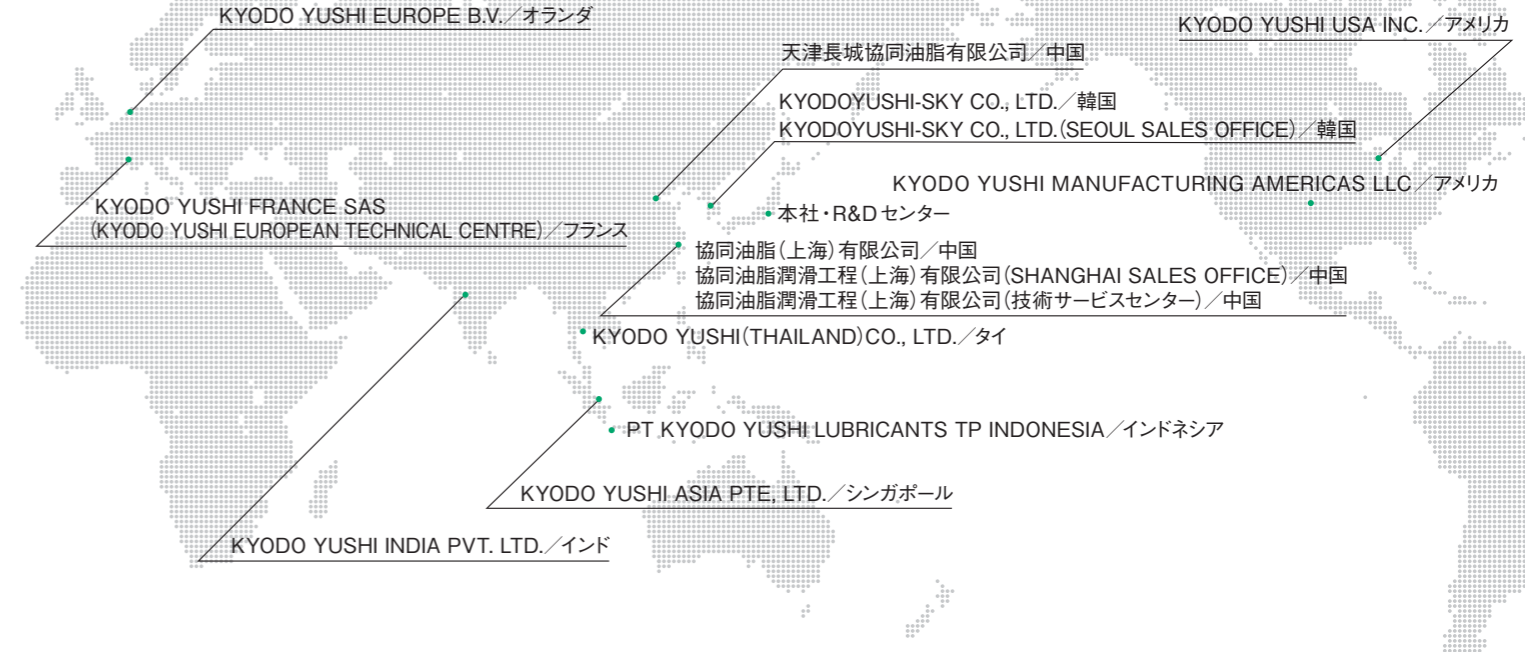 KYODO YUSHI EUROPE B.V.／オランダ
KYODO YUSHI USA INC.／アメリカ
天津長城協同油脂有限公司／中国
KYODOYUSHI-SKY CO., LTD.／韓国
KYODOYUSHI-SKY CO., LTD.（SEOUL SALES OFFICE）／韓国
KYODO YUSHI MANUFACTURING AMERICAS LLC／アメリカ
KYODO YUSHI FRANCE SAS
（KYODO YUSHI EUROPEAN TECHNICAL CENTRE）／フランス
本社・R&Dセンター
協同油脂（上海）有限公司／中国
協同油脂潤滑工程（上海）有限公司（SHANGHAI SALES OFFICE）／中国
協同油脂潤滑工程（上海）有限公司（技術サービスセンター）／中国
KYODO YUSHI（THAILAND）CO., LTD.／タイ
PT KYODO YUSHI LUBRICANTS TP INDONESIA／インドネシア
KYODO YUSHI ASIA PTE, LTD.／シンガポール
KYODO YUSHI INDIA PVT. LTD.／インド